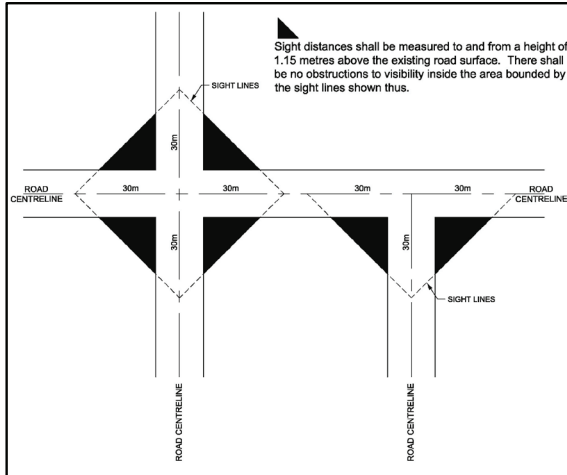 Sight distances shall be measured to and from a height of
1.15 metres above the existing road surface. There shall
be no obstructions to visibility inside the area bounded by
the sight lines shown thus.
SIGHT LINES
30m
ROAD
CENTRELINE
30m
30m
30m
30m
ROAD
CENTRELINE
30m
30m
SIGHT LINES
ROAD CENTRELINE
ROAD CENTRELINE